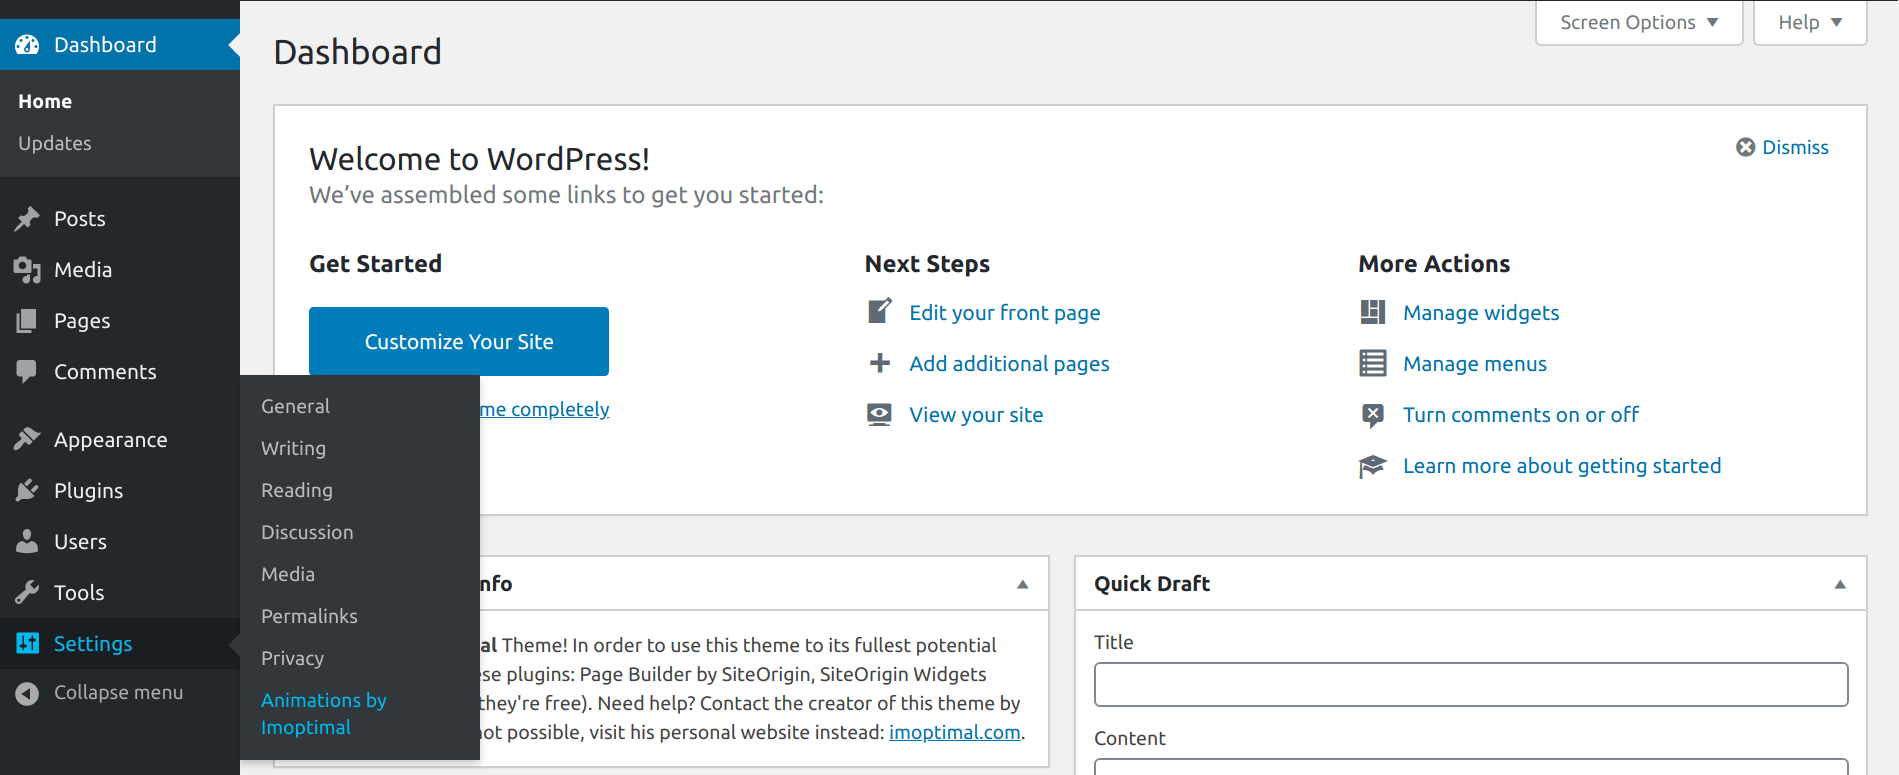 Dashboard
Home
Updates
Posts
Media
Pages
Comments
Appearance
Plugins
Users
Tools
Settings
Collapse menu
General
Writing
Reading
Discussion
Media
Permalinks
Privacy
Animations by
Imoptimal
Screen Options
Help
Dashboard
Welcome to WordPress!
We've assembled some links to get you started:
Dismiss
Get Started
Customize Your Site
me completely
Next Steps
Edit your front page
Add additional pages
View your site
More Actions
Manage widgets
Manage menus
Turn comments on or off
Learn more about getting started
nfo
al Theme! In order to use this theme to its fullest potential
se plugins: Page Builder by SiteOrigin, SiteOrigin Widgets
they're free). Need help? Contact the creator of this theme by
not possible, visit his personal website instead: imoptimal.com.
Quick Draft
Title
Content